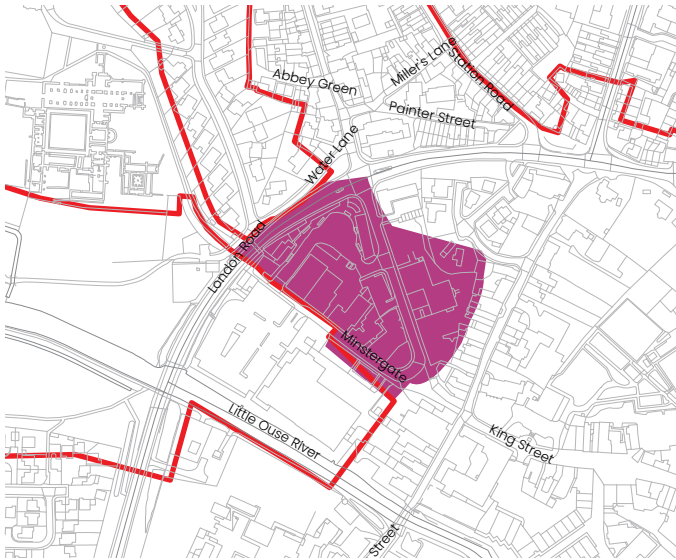 Miller's Lane
Station Road
Abbey Green
Painter Street
Water Lane
London Road
Minstergate
Little Ouse River
King Street
Street